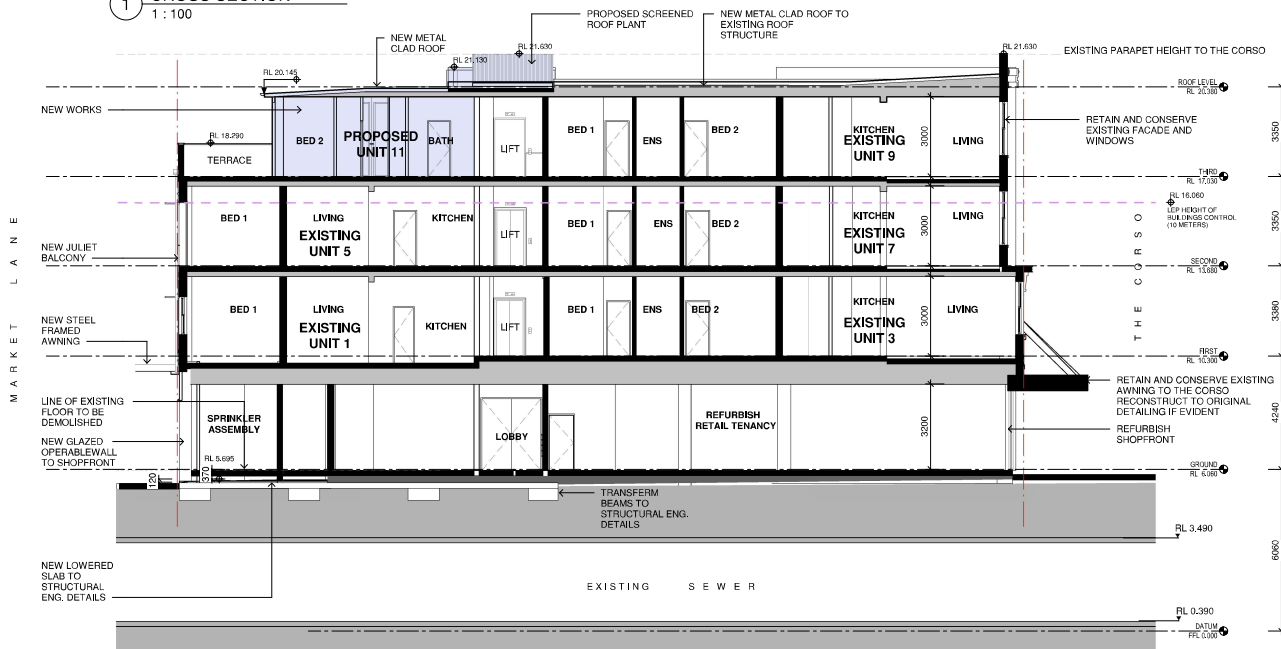 1
1 : 100
PROPOSED SCREENED
ROOF PLANT
NEW METAL CLAD ROOF TO
EXISTING ROOF
STRUCTURE
NEW METAL
CLAD ROOF
RL 21.630
RL 21.630
EXISTING PARAPET HEIGHT TO THE CORSO
RL 21.130
RL 20.145
ROOF LEVEL
RL 20.380
NEW WORKS
RETAIN AND CONSERVE
EXISTING FACADE AND
WINDOWS
RL 18.290
TERRACE
BED 2
PROPOSED
UNIT 11
BATH
LIFT
BED 1
ENS
BED 2
KITCHEN
EXISTING
UNIT 9
LIVING
3000
3350
THIRD
RL 17.030
RL 16.060
LEP HEIGHT OF
BUILDINGS CONTROL
(10 METERS)
BED 1
LIVING
EXISTING
UNIT 5
KITCHEN
LIFT
BED 1
ENS
BED 2
KITCHEN
EXISTING
UNIT 7
LIVING
3000
3350
NEW JULIET
BALCONY
SECOND
RL 13.680
MARKET LANE
THE CORSO
BED 1
LIVING
EXISTING
UNIT 1
KITCHEN
LIFT
BED 1
ENS
BED 2
KITCHEN
EXISTING
UNIT 3
LIVING
3000
3380
NEW STEEL
FRAMED
AWNING
FIRST
RL 10.300
RETAIN AND CONSERVE EXISTING
AWNING TO THE CORSO
RECONSTRUCT TO ORIGINAL
DETAILING IF EVIDENT
LINE OF EXISTING
FLOOR TO BE
DEMOLISHED
SPRINKLER
ASSEMBLY
LOBBY
REFURBISH
RETAIL TENANCY
3200
4240
REFURBISH
SHOPFRONT
NEW GLAZED
OPERABLEWALL
TO SHOPFRONT
RL 5.695
120
370
GROUND
RL 6.060
TRANSFERM
BEAMS TO
STRUCTURAL ENG.
DETAILS
RL 3.490
NEW LOWERED
SLAB TO
STRUCTURAL
ENG. DETAILS
EXISTING SEWER
6060
RL 0.390
DATUM
FFL 0.000